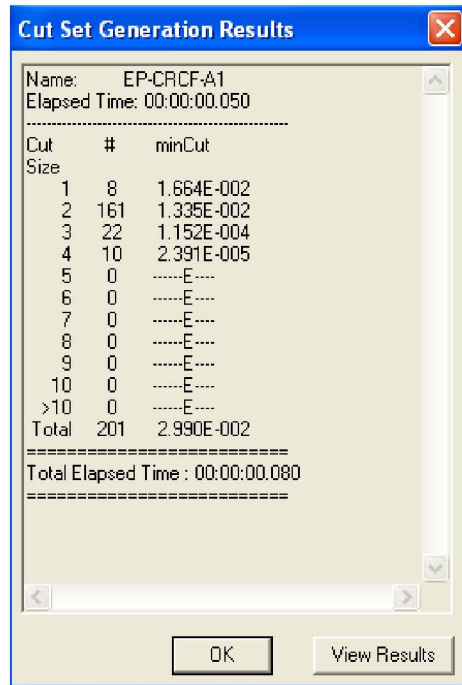 Cut Set Generation Results
Name: EP-CRCF-A1
Elapsed Time: 00:00:00.050
--------------------------------------------------
Cut # minCut
Size
1 8 1.664E-002
2 161 1.335E-002
3 22 1.152E-004
4 10 2.391E-005
5 0 ------E----
6 0 ------E----
7 0 ------E----
8 0 ------E----
9 0 ------E----
10 0 ------E----
>10 0 ------E----
Total 201 2.990E-002
==========================
Total Elapsed Time : 00:00:00.080
==========================
OK View Results